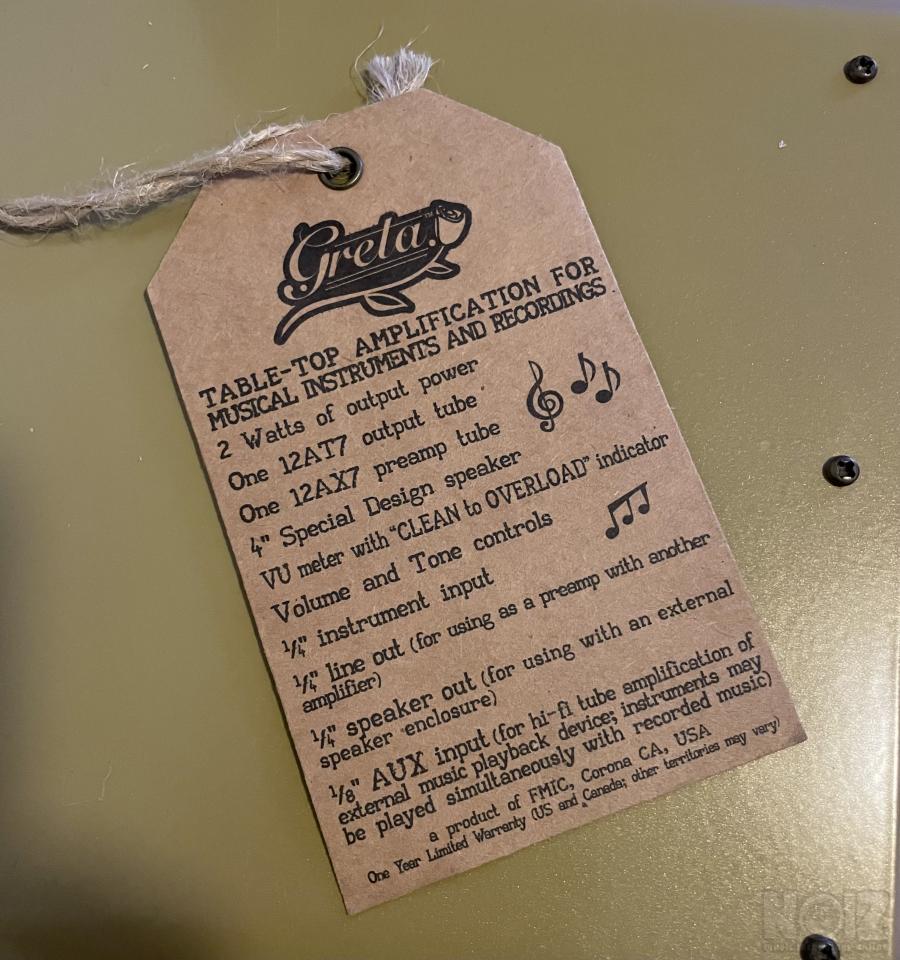 Greta™
TABLE-TOP AMPLIFICATION FOR
MUSICAL INSTRUMENTS AND RECORDINGS
2 Watts of output power
One 12AT7 output tube
One 12AX7 preamp tube
4" Special Design speaker
VU meter with "CLEAN to OVERLOAD" indicator
Volume and Tone controls
1/4" instrument input
1/4" line out (for using as a preamp with another
amplifier)
1/4" speaker out (for using with an external
speaker enclosure)
1/8" AUX input (for hi-fi tube amplification of
external music playback device; instruments may
be played simultaneously with recorded music)
a product of FMIC, Corona CA, USA
One Year Limited Warranty (US and Canada; other territories may vary)
NOIZ